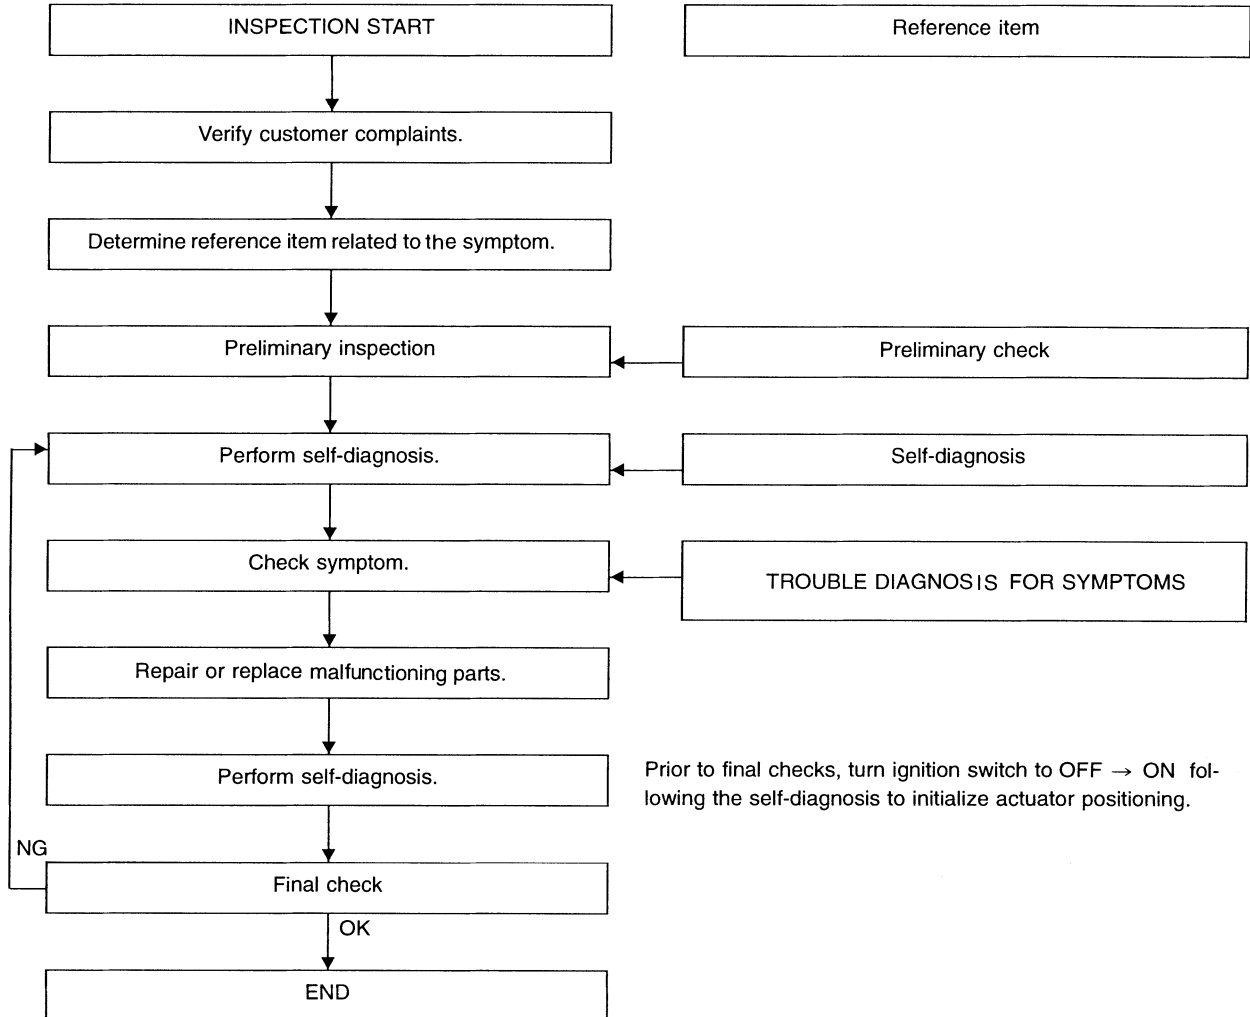 INSPECTION START
Reference item
Verify customer complaints.
Determine reference item related to the symptom.
Preliminary inspection
Preliminary check
Perform self-diagnosis.
Self-diagnosis
Check symptom.
TROUBLE DIAGNOSIS FOR SYMPTOMS
Repair or replace malfunctioning parts.
Perform self-diagnosis.
Prior to final checks, turn ignition switch to OFF → ON fol-
lowing the self-diagnosis to initialize actuator positioning.
NG
Final check
OK
END